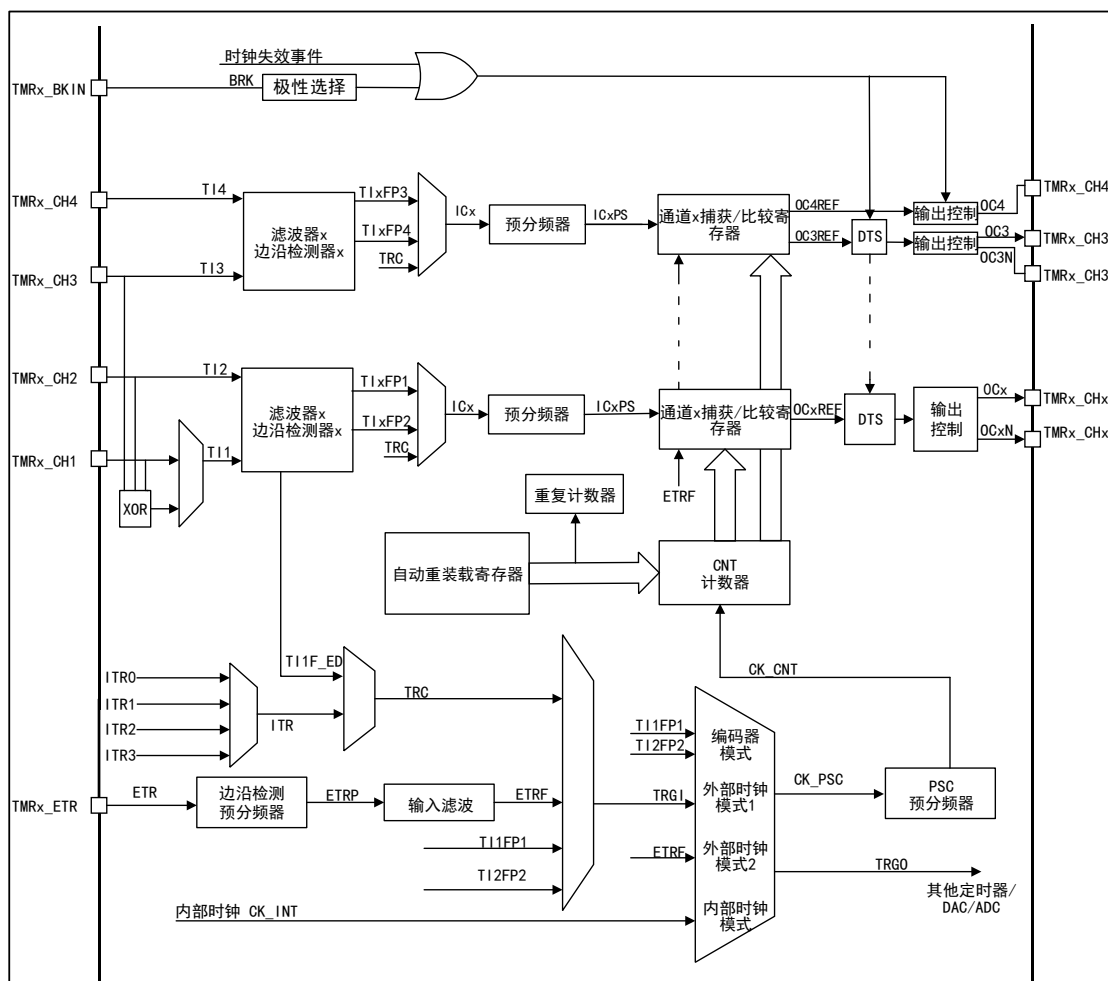 时钟失效事件
TMRx_BKIN
BRK
极性选择
TMRx_CH4
TI4
TIxFP3
ICx
ICxPS
OC4REF
OC4
TMRx_CH4
滤波器x
边沿检测器x
TIxFP4
TRC
预分频器
通道x捕获/比较寄
存器
OC3REF
DTS
输出控制
输出控制
OC3
OC3N
TMRx_CH3
TMRx_CH3
TMRx_CH3
TI3
TMRx_CH2
TI2
TIxFP1
ICx
ICxPS
滤波器x
边沿检测器x
TIxFP2
TRC
预分频器
通道x捕获/比较寄
存器
OCxREF
DTS
输出
控制
OCx
OCxN
TMRx_CHx
TMRx_CHx
TMRx_CH1
TI1
XOR
ETRF
重复计数器
自动重装载寄存器
CNT
计数器
CK_CNT
ITR0
ITR1
ITR2
ITR3
ITR
TI1F_ED
TRC
TI1FP1
TI2FP2
编码器
模式
TMRx_ETR
ETR
边沿检测
预分频器
ETRP
输入滤波
ETRF
TRGI
外部时钟
模式1
CK_PSC
PSC
预分频器
TI1FP1
TI2FP2
ETRF
外部时钟
模式2
TRGO
其他定时器/
DAC/ADC
内部时钟 CK_INT
内部时钟
模式